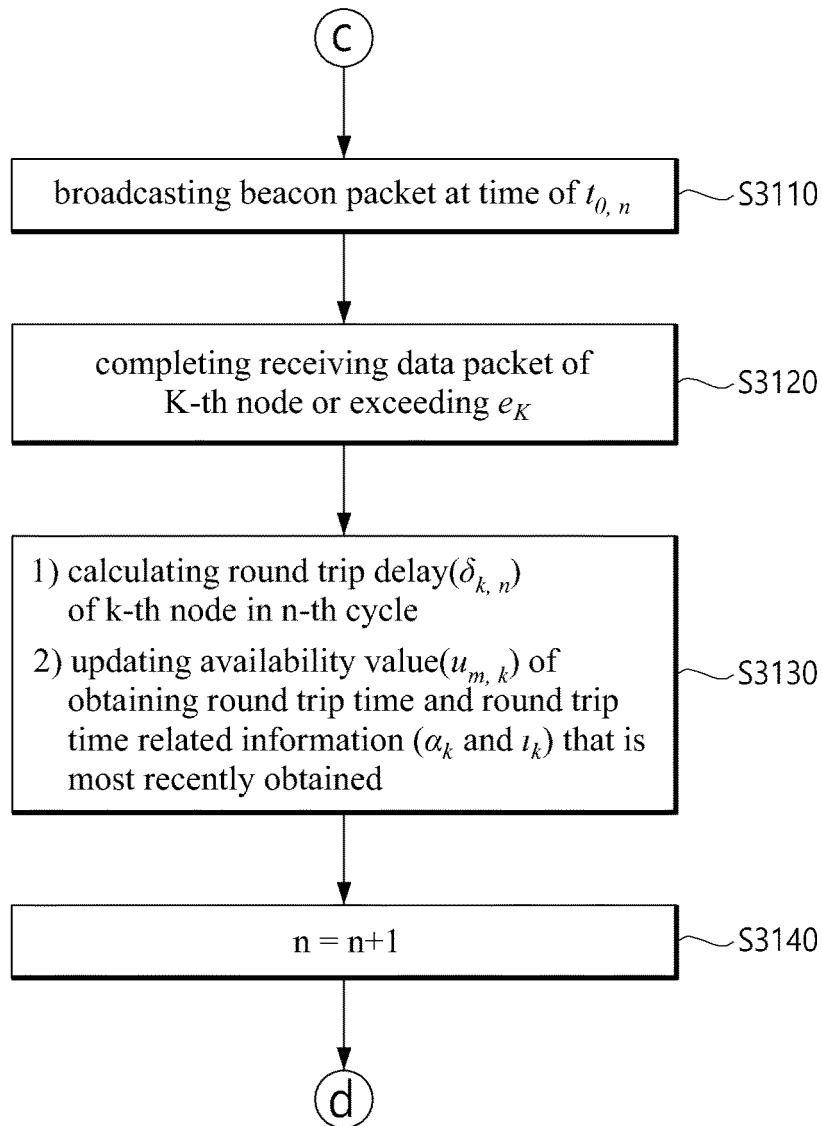 c
broadcasting beacon packet at time of t0, n
S3110
completing receiving data packet of
K-th node or exceeding eK
S3120
1) calculating round trip delay(δk, n)
of k-th node in n-th cycle
2) updating availability value(um, k) of
obtaining round trip time and round trip
time related information (αk and ιk) that is
most recently obtained
S3130
n = n+1
S3140
d